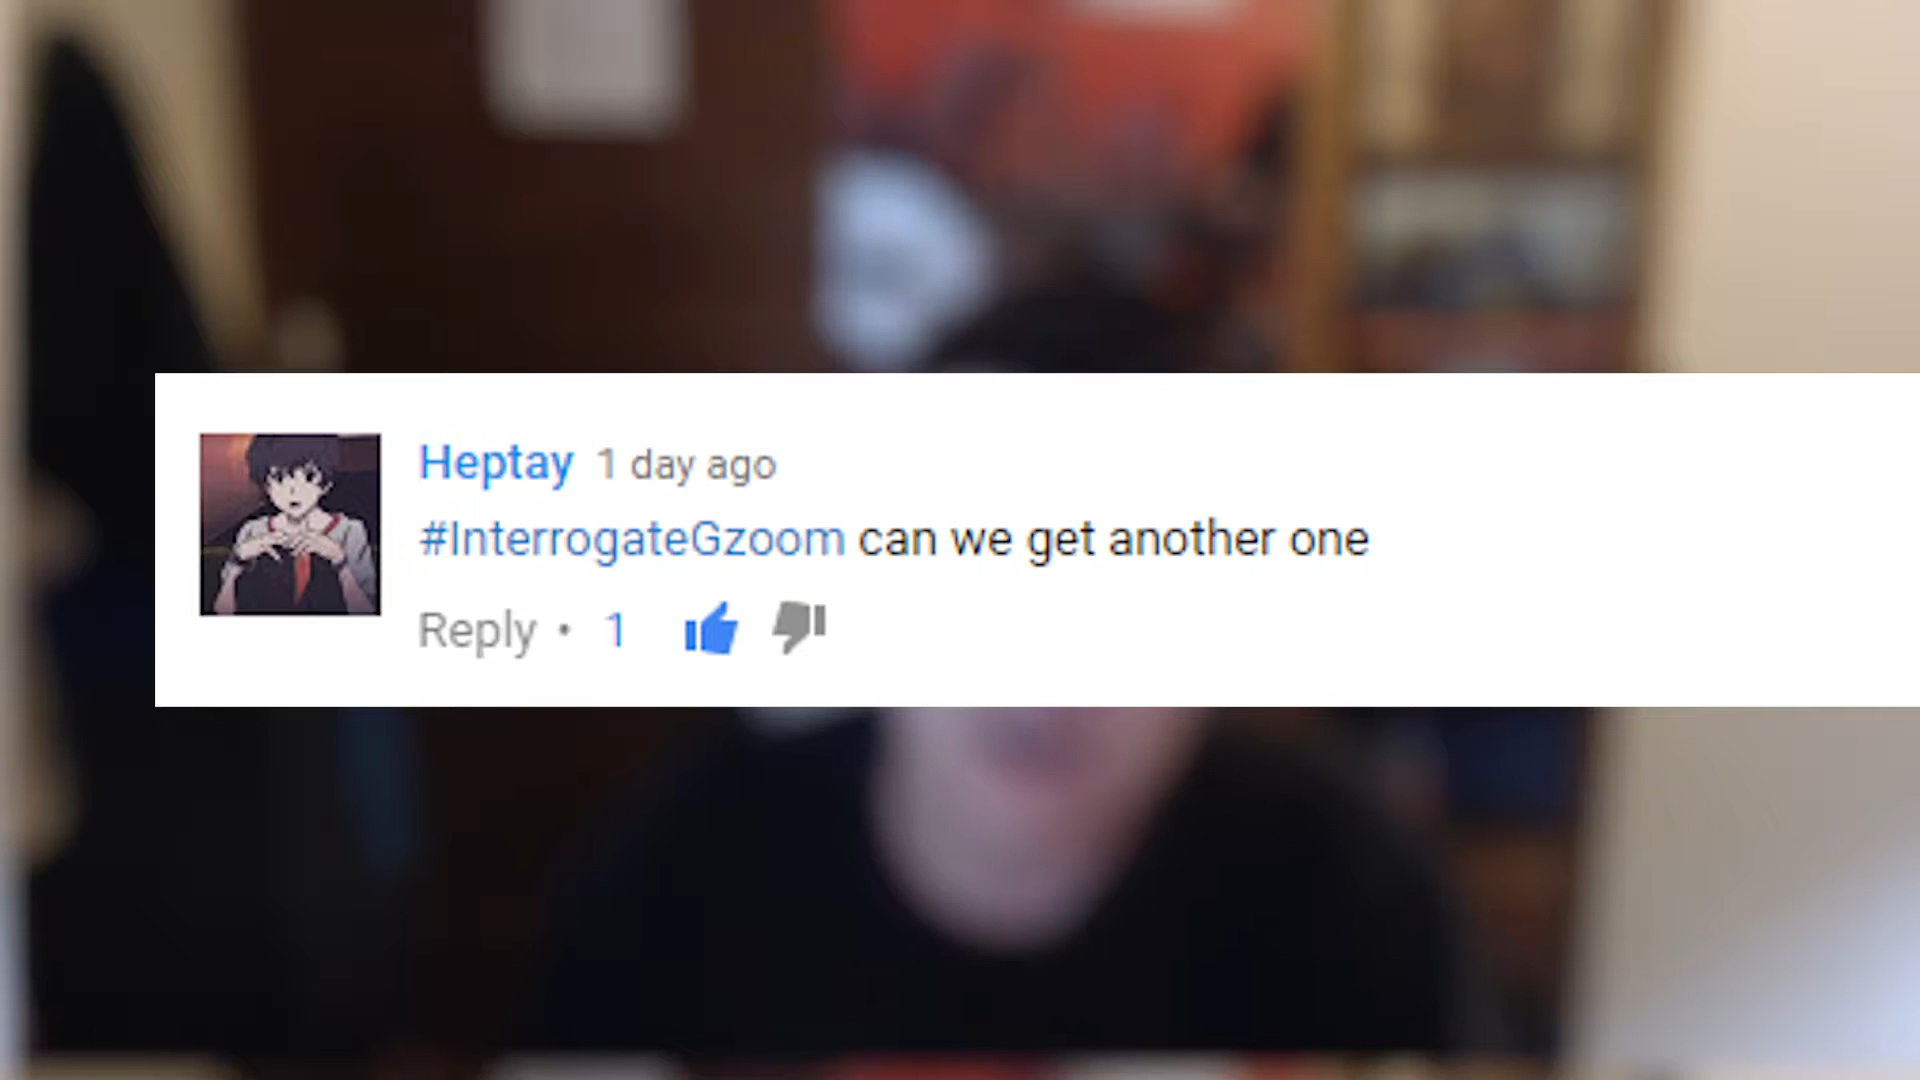 Heptay 1 day ago
#InterrogateGzoom can we get another one
Reply • 1